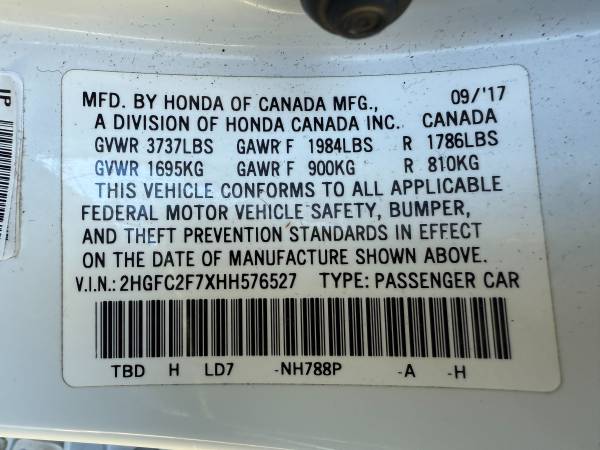 MFD. BY HONDA OF CANADA MFG., 09/'17
A DIVISION OF HONDA CANADA INC. CANADA
GVWR 3737LBS GAWR F 1984LBS R 1786LBS
GVWR 1695KG GAWR F 900KG R 810KG
THIS VEHICLE CONFORMS TO ALL APPLICABLE
FEDERAL MOTOR VEHICLE SAFETY, BUMPER,
AND THEFT PREVENTION STANDARDS IN EFFECT
ON THE DATE OF MANUFACTURE SHOWN ABOVE.
V.I.N.: 2HGFC2F7XHH576527 TYPE: PASSENGER CAR
TBD H LD7 -NH788P -A -H